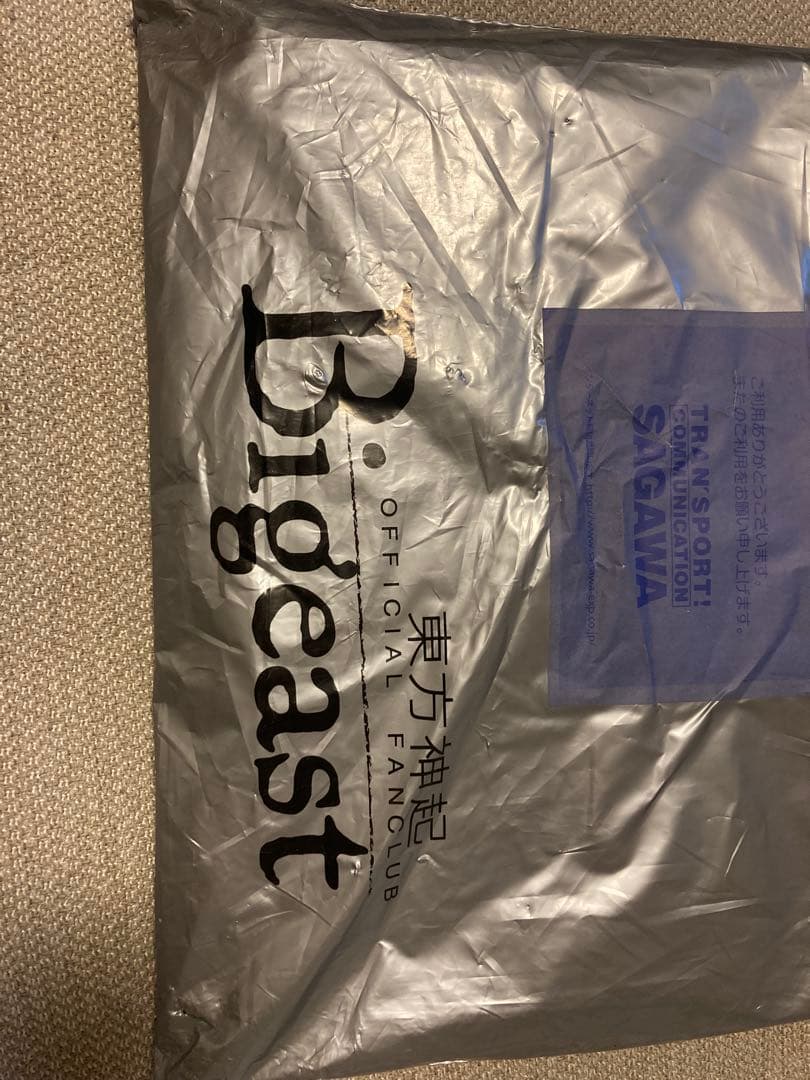 東方神起
OFFICIAL FANCLUB
Bigeast
ご利用ありがとうございます。
またのご利用をお願い申し上げます。
TRAN'SPORT!
COMMUNICATION
SAGAWA